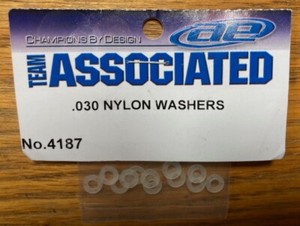 CHAMPIONS BY DESIGN
ae
TEAM
ASSOCIATED
.030 NYLON WASHERS
No.4187